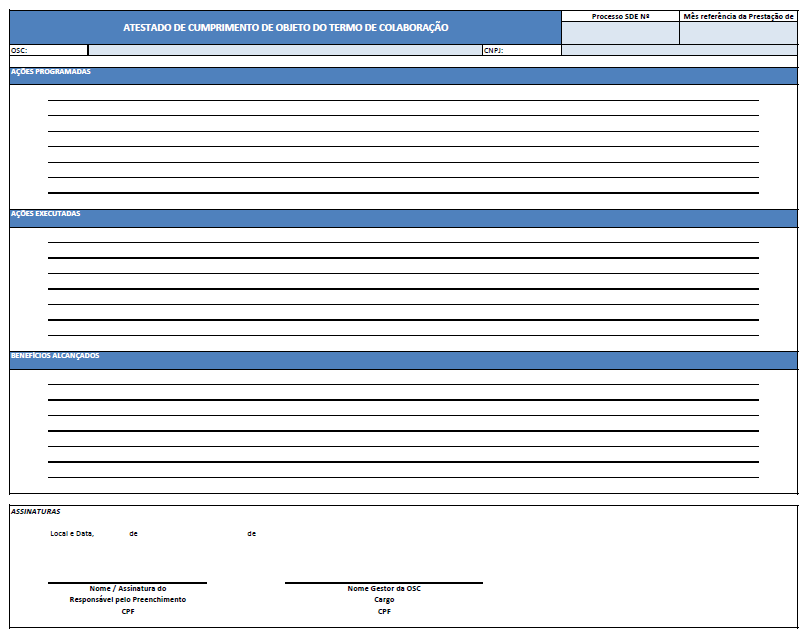 ATESTADO DE CUMPRIMENTO DE OBJETO DO TERMO DE COLABORAÇÃO
Processo SDE Nº
Mês referência da Prestação de
OSC:
CNPJ:
AÇÕES PROGRAMADAS
AÇÕES EXECUTADAS
BENEFÍCIOS ALCANÇADOS
ASSINATURAS
Local e Data, de de
Nome / Assinatura do
Responsável pelo Preenchimento
CPF
Nome Gestor da OSC
Cargo
CPF